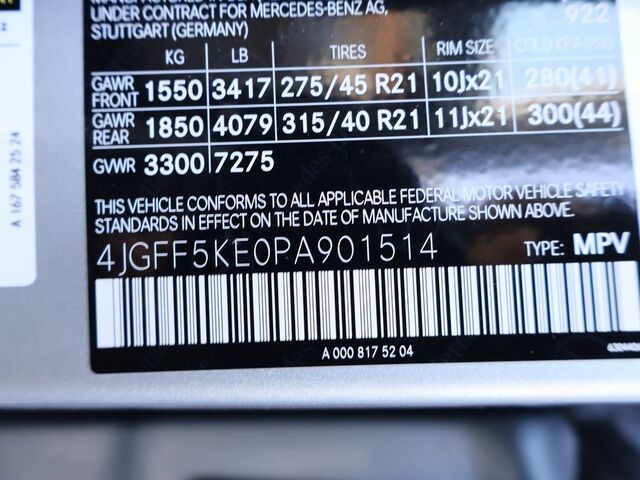 UNDER CONTRACT FOR MERCEDES-BENZ AG,
STUTTGART (GERMANY)
922
KG LB TIRES RIM SIZE COLD KPA(PSI)
GAWR FRONT 1550 3417 275/45 R21 10Jx21 280(41)
GAWR REAR 1850 4079 315/40 R21 11Jx21 300(44)
GVWR 3300 7275
THIS VEHICLE CONFORMS TO ALL APPLICABLE FEDERAL MOTOR VEHICLE SAFETY
STANDARDS IN EFFECT ON THE DATE OF MANUFACTURE SHOWN ABOVE.
4JGFF5KE0PA901514 TYPE: MPV
A 000 817 52 04
A 167 584 25 24